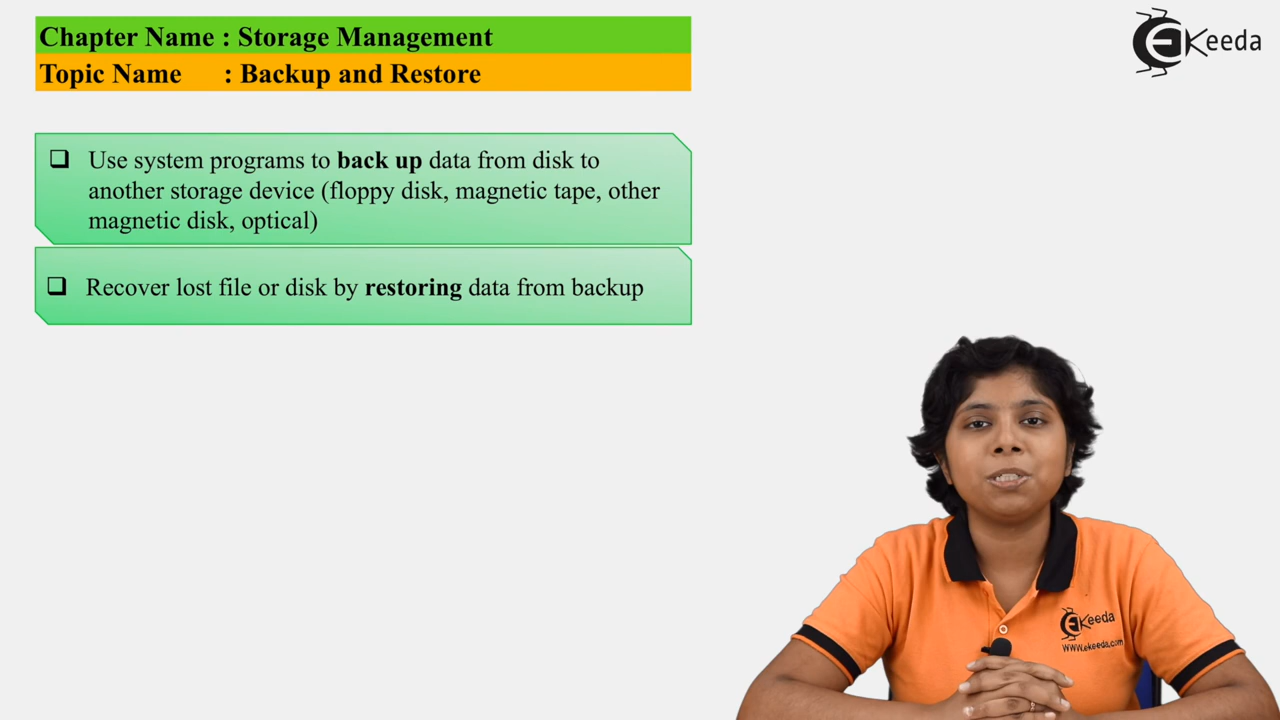 Chapter Name : Storage Management
Topic Name : Backup and Restore
EKeeda
❑ Use system programs to back up data from disk to
another storage device (floppy disk, magnetic tape, other
magnetic disk, optical)
❑ Recover lost file or disk by restoring data from backup
EKeeda
www.ekeeda.com